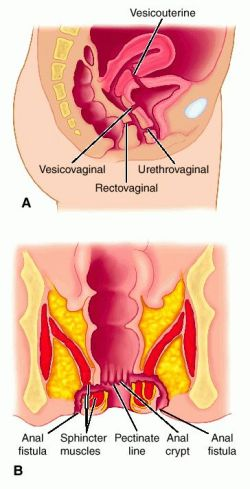 Vesicouterine
Vesicovaginal
Urethrovaginal
Rectovaginal
A
Anal
fistula
Sphincter
muscles
Pectinate
line
Anal
crypt
Anal
fistula
B